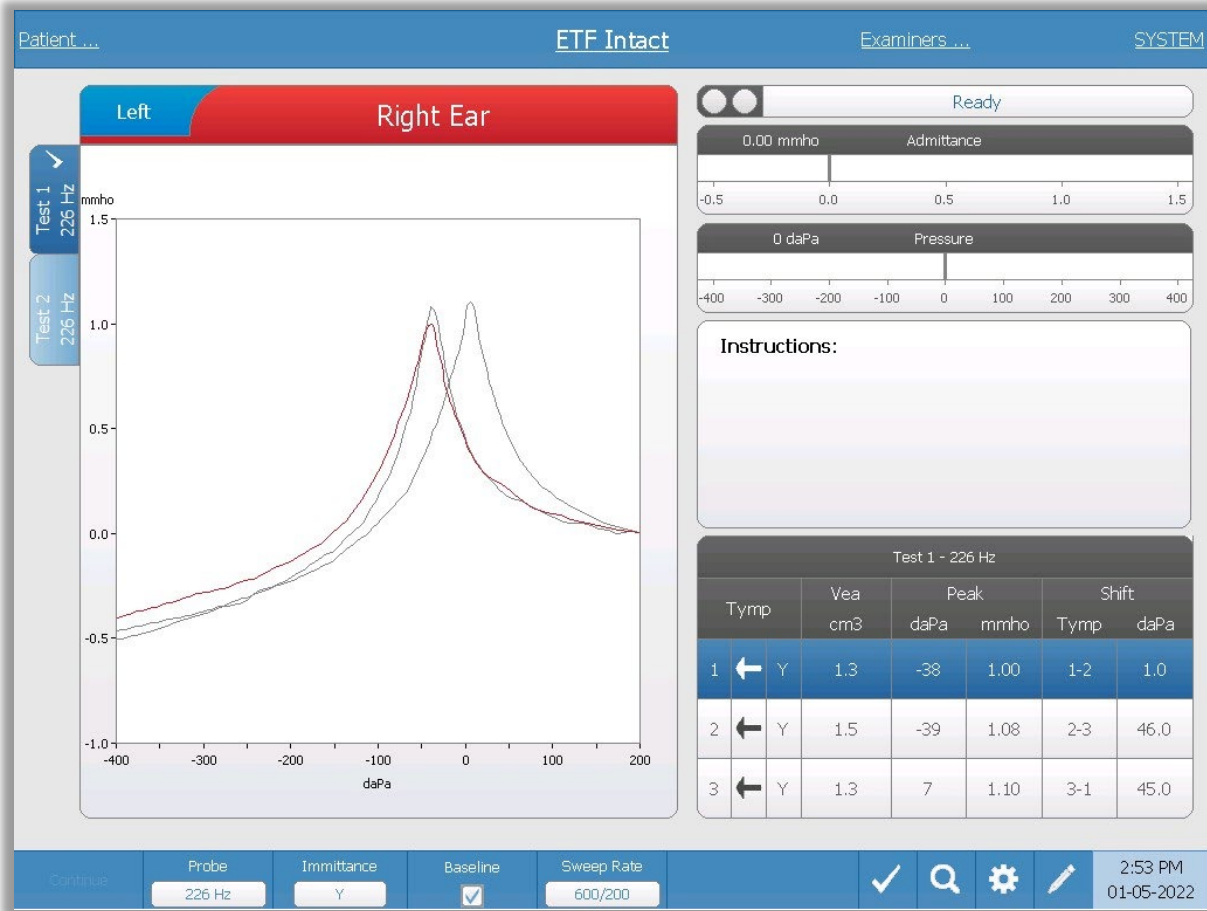 Patient ...
ETF Intact
Examiners ...
SYSTEM
Left
Right Ear
Test 1
226 Hz
Test 2
226 Hz
mmho
1.5
1.0
0.5
0.0
-0.5
-1.0
-400 -300 -200 -100 0 100 200
daPa
Ready
0.00 mmho Admittance
-0.5 0.0 0.5 1.0 1.5
0 daPa Pressure
-400 -300 -200 -100 0 100 200 300 400
Instructions:
Test 1 - 226 Hz
Tymp Vea Peak Shift
cm3 daPa mmho Tymp daPa
1 Y 1.3 -38 1.00 1-2 1.0
2 Y 1.5 -39 1.08 2-3 46.0
3 Y 1.3 7 1.10 3-1 45.0
Continue
Probe
226 Hz
Immittance
Y
Baseline
Sweep Rate
600/200
2:53 PM
01-05-2022